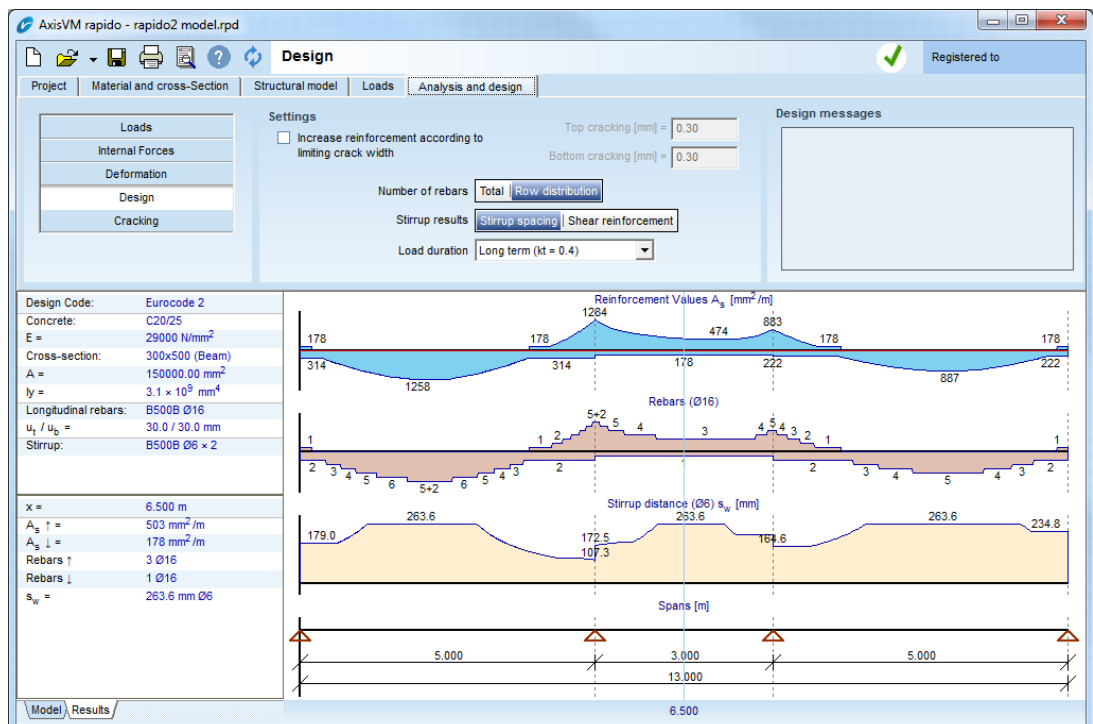 AxisVM rapido - rapido2 model.rpd
Design
Registered to
Project Material and cross-Section Structural model Loads Analysis and design
Loads
Internal Forces
Deformation
Design
Cracking
Settings
Increase reinforcement according to
limiting crack width
Top cracking [mm] = 0.30
Bottom cracking [mm] = 0.30
Number of rebars Total Row distribution
Stirrup results Stirrup spacing Shear reinforcement
Load duration Long term (kt = 0.4)
Design messages
Design Code: Eurocode 2
Concrete: C20/25
E = 29000 N/mm²
Cross-section: 300x500 (Beam)
A = 150000.00 mm²
Iy = 3.1 × 10⁹ mm⁴
Longitudinal rebars: B500B Ø16
uₜ / u_b = 30.0 / 30.0 mm
Stirrup: B500B Ø6 × 2
x = 6.500 m
Aₛ ↑ = 503 mm²/m
Aₛ ↓ = 178 mm²/m
Rebars ↑ 3 Ø16
Rebars ↓ 1 Ø16
s_w = 263.6 mm Ø6
Reinforcement Values Aₛ [mm²/m]
1284
883
178 178 474 178 178
314 314 178 222 222
1258 887
Rebars (Ø16)
5+2
1 1 2 3 4 5 4 3 4 5 4 3 2 1 1
2 3 4 5 6 5+2 6 5 4 3 2 2 3 4 5 4 3 2
Stirrup distance (Ø6) s_w [mm]
263.6 263.6 263.6
179.0 172.5 164.6 234.8
107.3
Spans [m]
5.000 3.000 5.000
13.000
Model Results
6.500